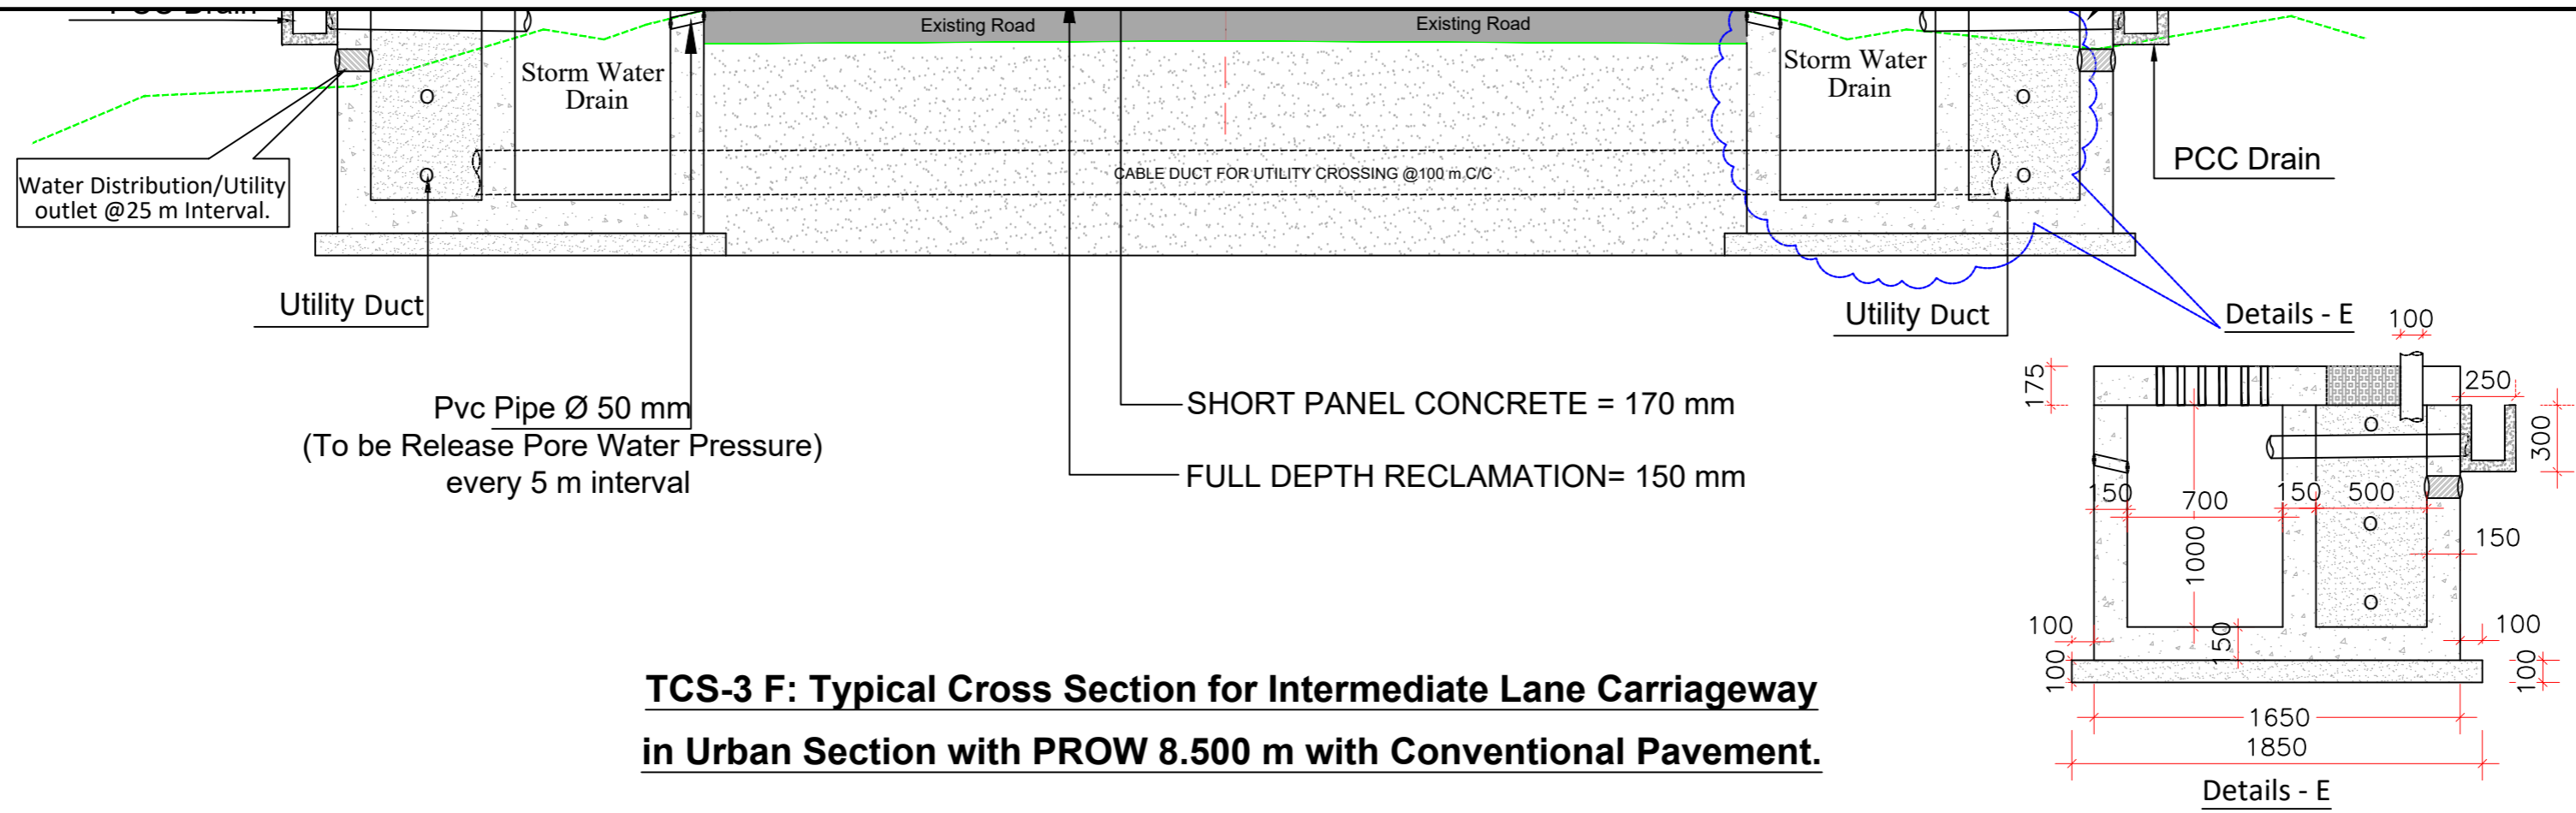 PCC Drain
Existing Road
Existing Road
Storm Water
Drain
Storm Water
Drain
Water Distribution/Utility
outlet @25 m Interval.
CABLE DUCT FOR UTILITY CROSSING @100 m C/C
PCC Drain
Utility Duct
Utility Duct
Details - E
Pvc Pipe Ø 50 mm
(To be Release Pore Water Pressure)
every 5 m interval
SHORT PANEL CONCRETE = 170 mm
FULL DEPTH RECLAMATION= 150 mm
100
175
250
300
150
700
150
500
1000
150
100
150
100
100
100
1650
1850
Details - E
TCS-3 F: Typical Cross Section for Intermediate Lane Carriageway
in Urban Section with PROW 8.500 m with Conventional Pavement.